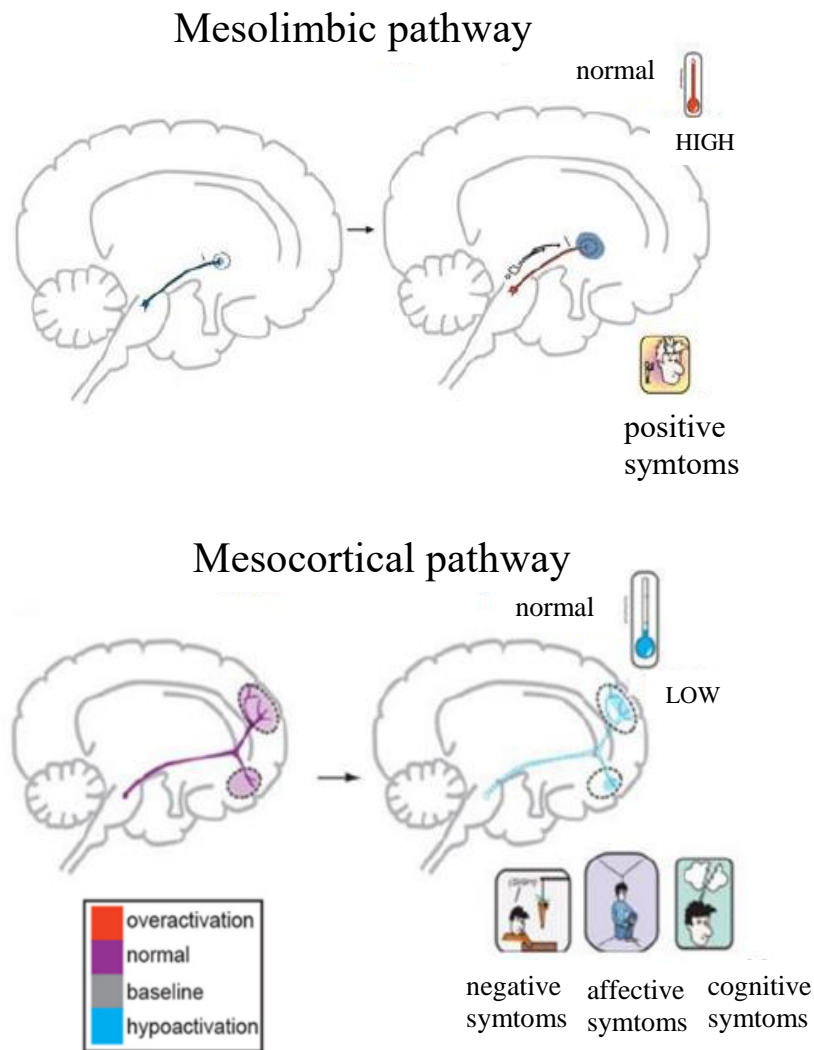 Mesolimbic pathway
normal
HIGH
positive
symtoms
Mesocortical pathway
normal
LOW
overactivation
normal
baseline
hypoactivation
negative
symtoms
affective
symtoms
cognitive
symtoms